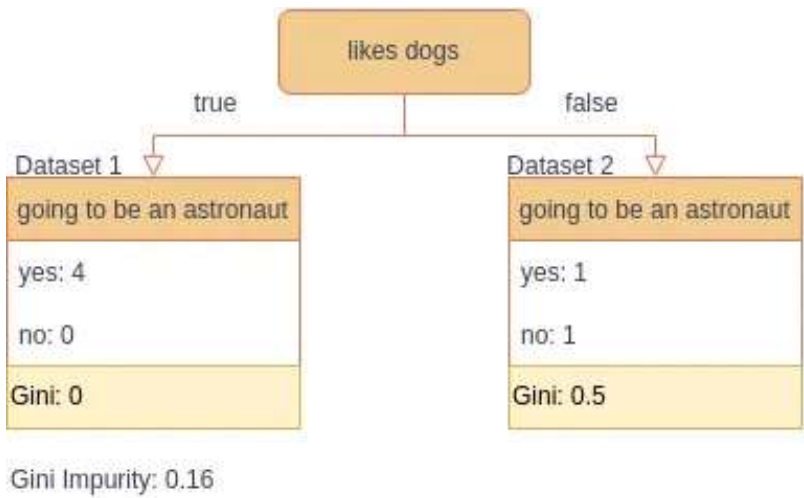 likes dogs
true
false
Dataset 1
going to be an astronaut
yes: 4
no: 0
Gini: 0
Dataset 2
going to be an astronaut
yes: 1
no: 1
Gini: 0.5
Gini Impurity: 0.16